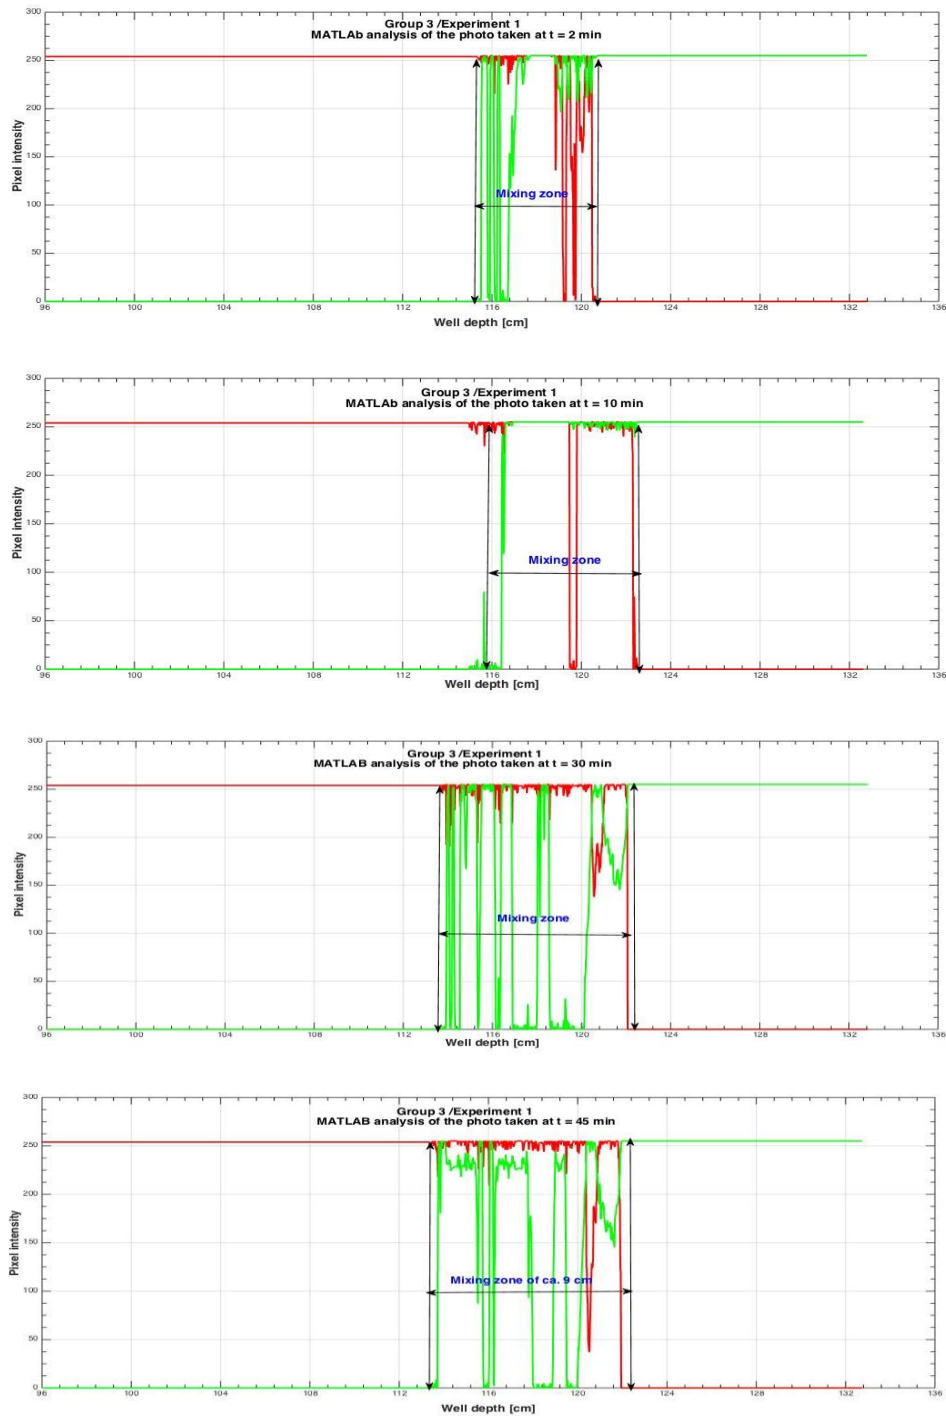 Group 3 /Experiment 1
MATLAb analysis of the photo taken at t = 2 min
300
250
200
150
100
50
0
Pixel intensity
Mixing zone
96 100 104 108 112 116 120 124 128 132 136
Well depth [cm]
Group 3 /Experiment 1
MATLAb analysis of the photo taken at t = 10 min
300
250
200
150
100
50
0
Pixel intensity
Mixing zone
96 100 104 108 112 116 120 124 128 132 136
Well depth [cm]
Group 3 /Experiment 1
MATLAB analysis of the photo taken at t = 30 min
300
250
200
150
100
50
0
Pixel intensity
Mixing zone
96 100 104 108 112 116 120 124 128 132 136
Well depth [cm]
Group 3 /Experiment 1
MATLAB analysis of the photo taken at t = 45 min
300
250
200
150
100
50
0
Pixel intensity
Mixing zone of ca. 9 cm
96 100 104 108 112 116 120 124 128 132 136
Well depth [cm]